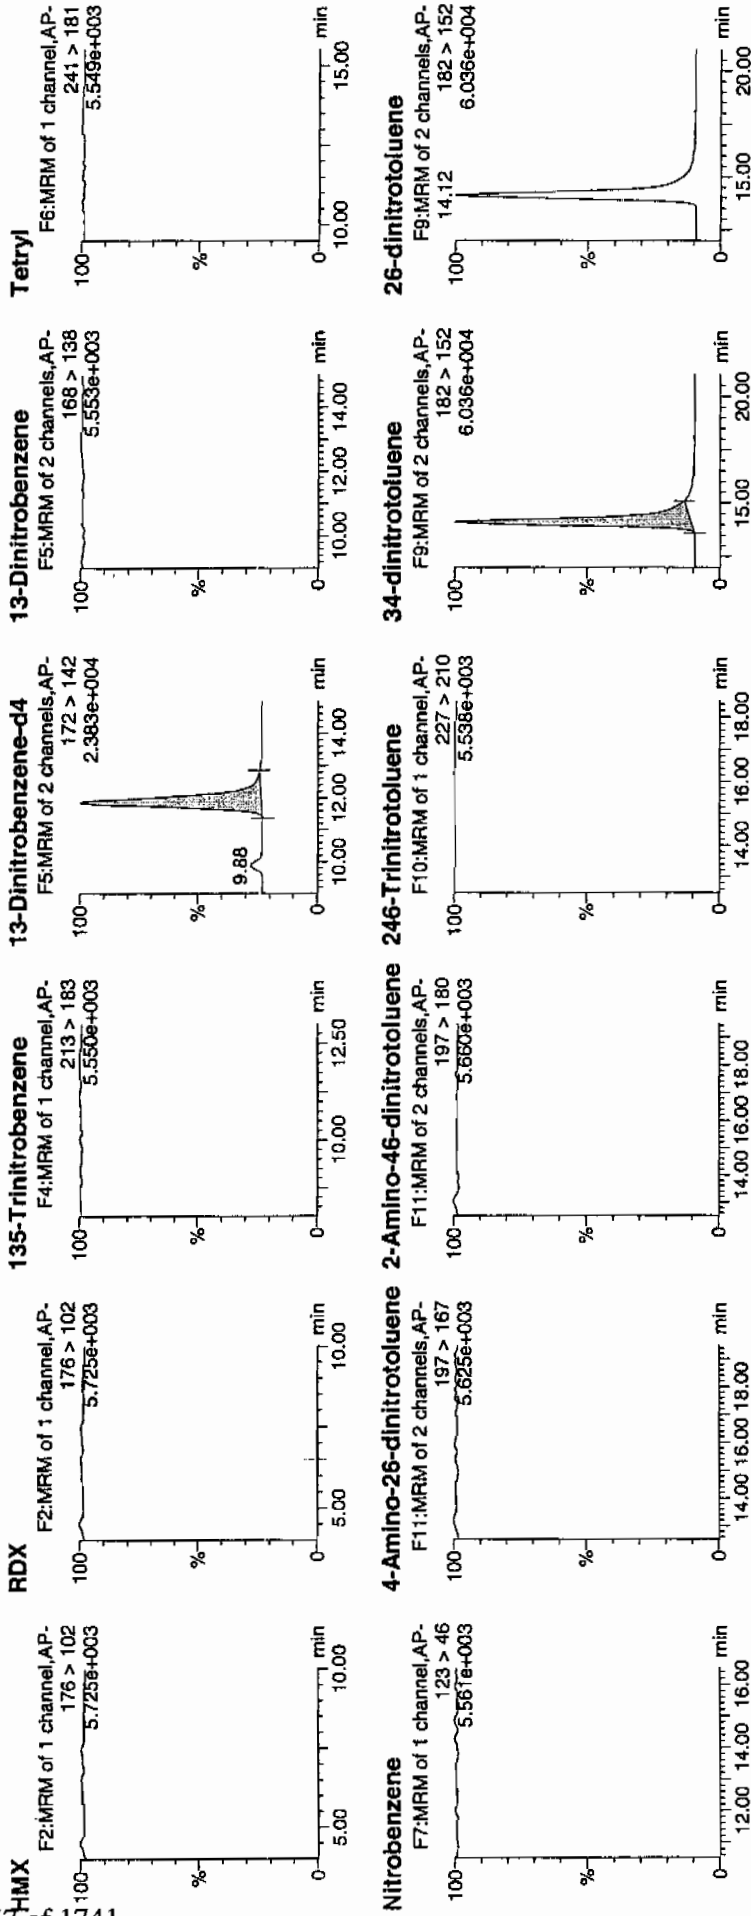 HMX
F2:MRM of 1 channel,AP-
176 > 102
5.725e+003
100
%
0
5.00 10.00
min
RDX
F2:MRM of 1 channel,AP-
176 > 102
5.725e+003
100
%
0
5.00 10.00
min
135-Trinitrobenzene
F4:MRM of 1 channel,AP-
213 > 183
5.550e+003
100
%
0
10.00 12.50
min
13-Dinitrobenzene-d4
F5:MRM of 2 channels,AP-
172 > 142
2.383e+004
100
%
9.88
0
10.00 12.00 14.00
min
13-Dinitrobenzene
F5:MRM of 2 channels,AP-
168 > 138
5.553e+003
100
%
0
10.00 12.00 14.00
min
Tetryl
F6:MRM of 1 channel,AP-
241 > 181
5.549e+003
100
%
0
10.00 15.00
min
Nitrobenzene
F7:MRM of 1 channel,AP-
123 > 46
5.561e+003
100
%
0
12.00 14.00 16.00
min
4-Amino-26-dinitrotoluene
F11:MRM of 2 channels,AP-
197 > 167
5.625e+003
100
%
0
14.00 16.00 18.00
min
2-Amino-46-dinitrotoluene
F11:MRM of 2 channels,AP-
197 > 180
5.660e+003
100
%
0
14.00 16.00 18.00
min
246-Trinitrotoluene
F10:MRM of 1 channel,AP-
227 > 210
5.538e+003
100
%
0
14.00 16.00 18.00
min
34-dinitrotoluene
F9:MRM of 2 channels,AP-
182 > 152
6.036e+004
100
%
0
15.00 20.00
min
26-dinitrotoluene
F9:MRM of 2 channels,AP-
14.12
182 > 152
6.036e+004
100
%
0
15.00 20.00
min
of 1741